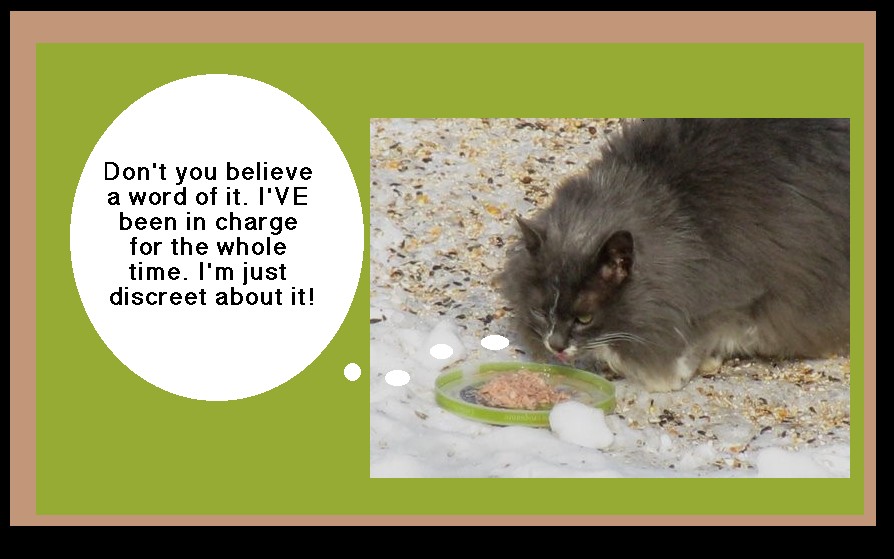 Don't you believe
a word of it. I'VE
been in charge
for the whole
time. I'm just
discreet about it!